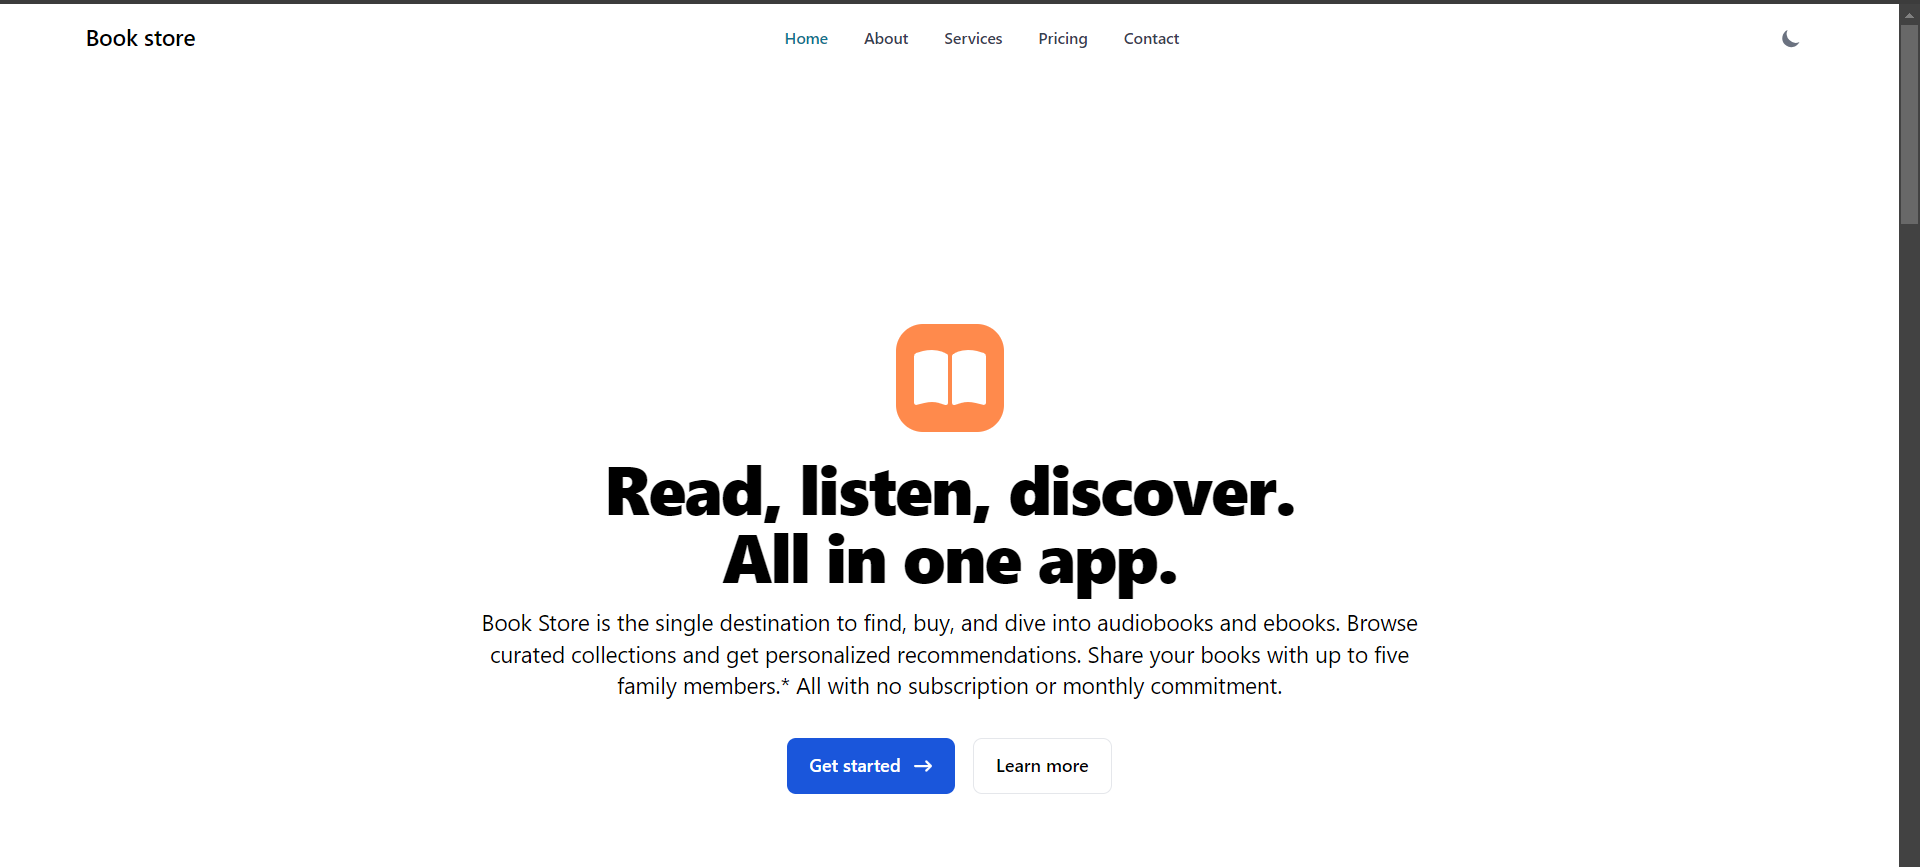 Book store
Home
About
Services
Pricing
Contact
Read, listen, discover.
All in one app.
Book Store is the single destination to find, buy, and dive into audiobooks and ebooks. Browse
curated collections and get personalized recommendations. Share your books with up to five
family members.* All with no subscription or monthly commitment.
Get started
Learn more